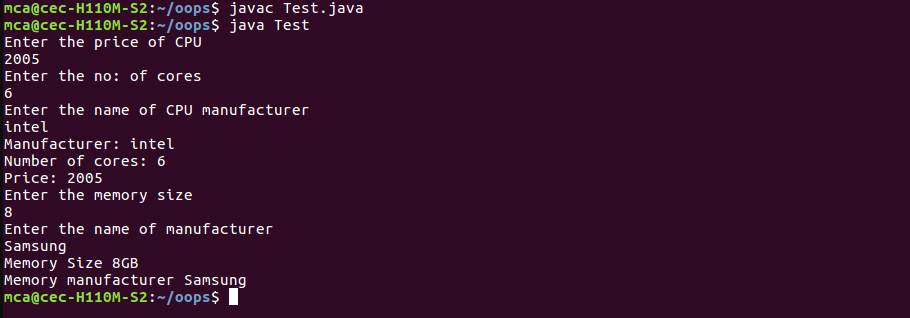 mca@cec-H110M-S2:~/oops$ javac Test.java
mca@cec-H110M-S2:~/oops$ java Test
Enter the price of CPU
2005
Enter the no: of cores
6
Enter the name of CPU manufacturer
intel
Manufacturer: intel
Number of cores: 6
Price: 2005
Enter the memory size
8
Enter the name of manufacturer
Samsung
Memory Size 8GB
Memory manufacturer Samsung
mca@cec-H110M-S2:~/oops$